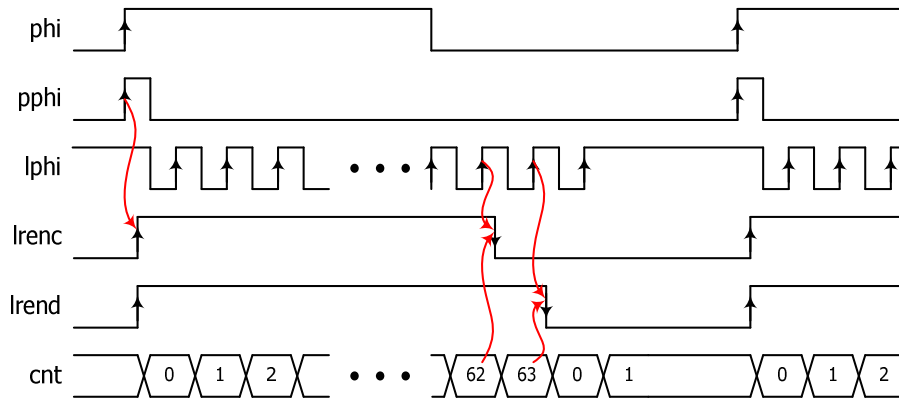 phi
pphi
lphi
lrenc
lrend
cnt 0 1 2 62 63 0 1 0 1 2